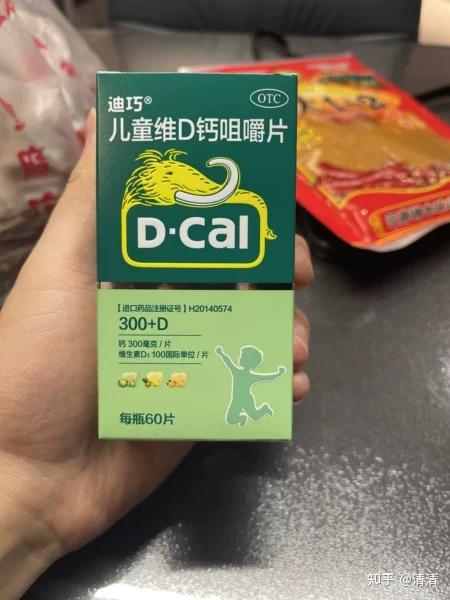 迪巧®
OTC
儿童维D钙咀嚼片
D·Cal
【进口药品注册证号】H20140574
300+D
钙 300毫克/片
维生素D₃ 100国际单位/片
每瓶60片
知乎 @清清